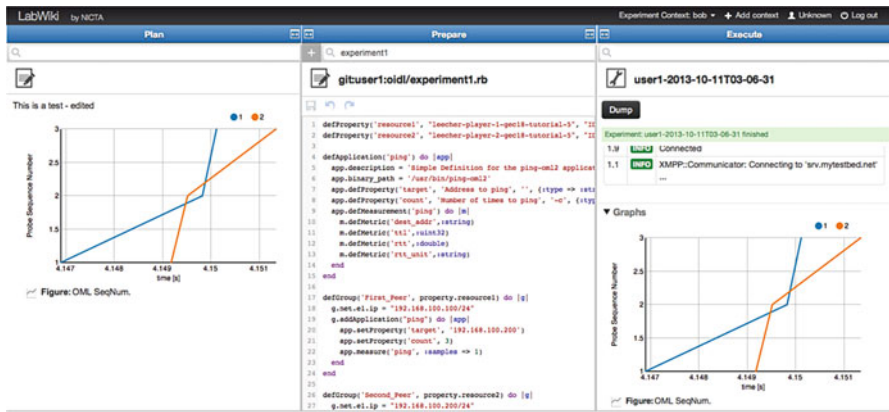 LabWiki by NICTA
Experiment Context: bob + Add context Unknown Log out
Plan
Prepare
Execute
This is a test - edited
1 2
3
2.5
2
1.5
1
Probe Sequence Number
4.147 4.148 4.149 4.15 4.151
time [s]
Figure: OML SeqNum.
+ experiment1
git:user1:oidl/experiment1.rb
1 defProperty('resource1', "leecher-player-1-gec18-tutorial-5", "ID
2 defProperty('resource2', "leecher-player-2-gec18-tutorial-5", "ID
3
4 defApplication('ping') do |app|
5 app.description = 'Simple Definition for the ping-oml2 applicat
6 app.binary_path = '/usr/bin/ping-oml2'
7 app.defProperty('target', 'Address to ping', '', {:type => :str
8 app.defProperty('count', 'Number of times to ping', '-c', {:typ
9 app.defMeasurement('ping') do |m|
10 m.defMetric('dest_addr',:string)
11 m.defMetric('ttl',:uint32)
12 m.defMetric('rtt',:double)
13 m.defMetric('rtt_unit',:string)
14 end
15 end
16
17 defGroup('First_Peer', property.resource1) do |g|
18 g.net.e1.ip = "192.168.100.100/24"
19 g.addApplication("ping") do |app|
20 app.setProperty('target', '192.168.100.200')
21 app.setProperty('count', 3)
22 app.measure('ping', :samples => 1)
23 end
24 end
25
26 defGroup('Second_Peer', property.resource2) do |g|
27 g.net.e1.ip = "192.168.100.200/24"
user1-2013-10-11T03-06-31
Dump
Experiment: user1-2013-10-11T03-06-31 finished
1.9 INFO Connected
1.1 INFO XMPP::Communicator: Connecting to 'srv.mytestbed.net'
...
Graphs
1 2
3
2.5
2
1.5
1
Probe Sequence Number
4.147 4.148 4.149 4.15 4.151
time [s]
Figure: OML SeqNum.